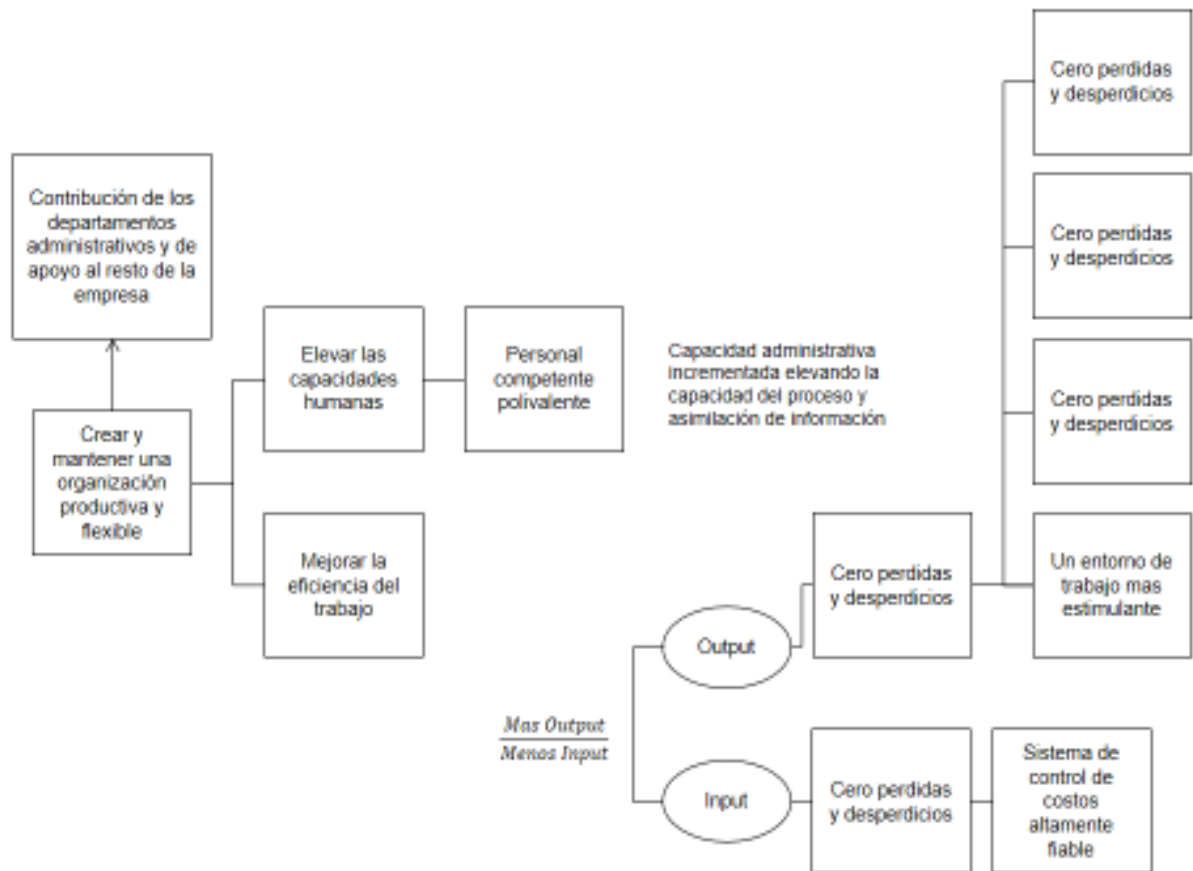 Contribución de los
departamentos
administrativos y de
apoyo al resto de la
empresa
Crear y
mantener una
organización
productiva y
flexible
Elevar las
capacidades
humanas
Mejorar la
eficiencia del
trabajo
Personal
competente
polivalente
Capacidad administrativa
incrementada elevando la
capacidad del proceso y
asimilación de información
Mas Output
Menos Input
Output
Input
Cero perdidas
y desperdicios
Cero perdidas
y desperdicios
Cero perdidas
y desperdicios
Cero perdidas
y desperdicios
Un entorno de
trabajo mas
estimulante
Cero perdidas
y desperdicios
Sistema de
control de
costos
altamente
fiable